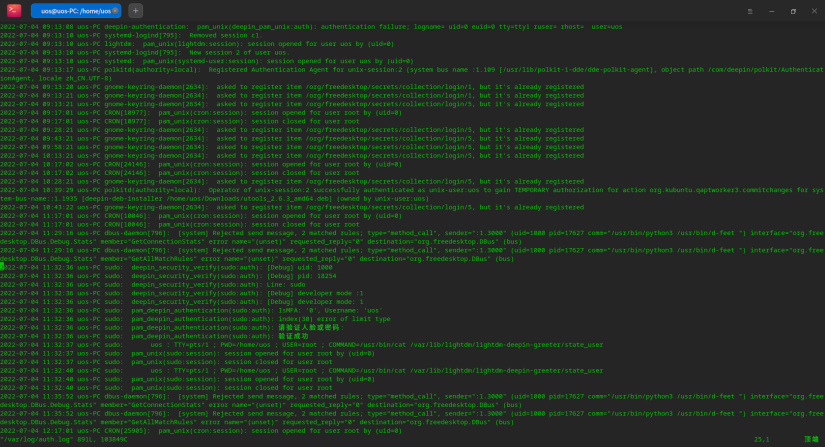 uos@uos-PC: /home/uos
2022-07-04 09:13:08 uos-PC deepin-authentication:  pam_unix(deepin_pam_unix:auth): authentication failure; logname= uid=0 euid=0 tty=tty1 ruser= rhost=  user=uos
2022-07-04 09:13:10 uos-PC systemd-logind[795]:  Removed session c1.
2022-07-04 09:13:10 uos-PC lightdm:  pam_unix(lightdm:session): session opened for user uos by (uid=0)
2022-07-04 09:13:10 uos-PC systemd-logind[795]:  New session 2 of user uos.
2022-07-04 09:13:10 uos-PC systemd:  pam_unix(systemd-user:session): session opened for user uos by (uid=0)
2022-07-04 09:13:17 uos-PC polkitd(authority=local):  Registered Authentication Agent for unix-session:2 (system bus name :1.109 [/usr/lib/polkit-1-dde/dde-polkit-agent], object path /com/deepin/polkit/Authenticat
ionAgent, locale zh_CN.UTF-8)
2022-07-04 09:13:20 uos-PC gnome-keyring-daemon[2634]:  asked to register item /org/freedesktop/secrets/collection/login/1, but it's already registered
2022-07-04 09:13:21 uos-PC gnome-keyring-daemon[2634]:  asked to register item /org/freedesktop/secrets/collection/login/1, but it's already registered
2022-07-04 09:13:21 uos-PC gnome-keyring-daemon[2634]:  asked to register item /org/freedesktop/secrets/collection/login/5, but it's already registered
2022-07-04 09:17:01 uos-PC CRON[10977]:  pam_unix(cron:session): session opened for user root by (uid=0)
2022-07-04 09:17:01 uos-PC CRON[10977]:  pam_unix(cron:session): session closed for user root
2022-07-04 09:28:21 uos-PC gnome-keyring-daemon[2634]:  asked to register item /org/freedesktop/secrets/collection/login/5, but it's already registered
2022-07-04 09:43:21 uos-PC gnome-keyring-daemon[2634]:  asked to register item /org/freedesktop/secrets/collection/login/5, but it's already registered
2022-07-04 09:58:21 uos-PC gnome-keyring-daemon[2634]:  asked to register item /org/freedesktop/secrets/collection/login/5, but it's already registered
2022-07-04 10:13:21 uos-PC gnome-keyring-daemon[2634]:  asked to register item /org/freedesktop/secrets/collection/login/5, but it's already registered
2022-07-04 10:17:02 uos-PC CRON[24146]:  pam_unix(cron:session): session opened for user root by (uid=0)
2022-07-04 10:17:02 uos-PC CRON[24146]:  pam_unix(cron:session): session closed for user root
2022-07-04 10:28:21 uos-PC gnome-keyring-daemon[2634]:  asked to register item /org/freedesktop/secrets/collection/login/5, but it's already registered
2022-07-04 10:39:29 uos-PC polkitd(authority=local):  Operator of unix-session:2 successfully authenticated as unix-user:uos to gain TEMPORARY authorization for action org.kubuntu.qaptworker3.commitchanges for sys
tem-bus-name::1.1935 [deepin-deb-installer /home/uos/Downloads/utools_2.6.3_amd64.deb] (owned by unix-user:uos)
2022-07-04 10:43:22 uos-PC gnome-keyring-daemon[2634]:  asked to register item /org/freedesktop/secrets/collection/login/5, but it's already registered
2022-07-04 11:17:01 uos-PC CRON[10046]:  pam_unix(cron:session): session opened for user root by (uid=0)
2022-07-04 11:17:01 uos-PC CRON[10046]:  pam_unix(cron:session): session closed for user root
2022-07-04 11:29:16 uos-PC dbus-daemon[796]:  [system] Rejected send message, 2 matched rules; type="method_call", sender=":1.3000" (uid=1000 pid=17627 comm="/usr/bin/python3 /usr/bin/d-feet ") interface="org.free
desktop.DBus.Debug.Stats" member="GetConnectionStats" error name="(unset)" requested_reply="0" destination="org.freedesktop.DBus" (bus)
2022-07-04 11:29:16 uos-PC dbus-daemon[796]:  [system] Rejected send message, 2 matched rules; type="method_call", sender=":1.3000" (uid=1000 pid=17627 comm="/usr/bin/python3 /usr/bin/d-feet ") interface="org.free
desktop.DBus.Debug.Stats" member="GetAllMatchRules" error name="(unset)" requested_reply="0" destination="org.freedesktop.DBus" (bus)
2022-07-04 11:32:36 uos-PC sudo:  deepin_security_verify(sudo:auth): [Debug] uid: 1000
2022-07-04 11:32:36 uos-PC sudo:  deepin_security_verify(sudo:auth): [Debug] pid: 18254
2022-07-04 11:32:36 uos-PC sudo:  deepin_security_verify(sudo:auth): Line: sudo
2022-07-04 11:32:36 uos-PC sudo:  deepin_security_verify(sudo:auth): [Debug] developer mode :1
2022-07-04 11:32:36 uos-PC sudo:  deepin_security_verify(sudo:auth): [Debug] developer mode: 1
2022-07-04 11:32:36 uos-PC sudo:  pam_deepin_authentication(sudo:auth): IsMFA: '0', Username: 'uos'
2022-07-04 11:32:36 uos-PC sudo:  pam_deepin_authentication(sudo:auth): index(30) error of limit type
2022-07-04 11:32:36 uos-PC sudo:  pam_deepin_authentication(sudo:auth): 请验证人脸或密码：
2022-07-04 11:32:36 uos-PC sudo:  pam_deepin_authentication(sudo:auth): 验证成功
2022-07-04 11:32:37 uos-PC sudo:       uos : TTY=pts/1 ; PWD=/home/uos ; USER=root ; COMMAND=/usr/bin/cat /var/lib/lightdm/lightdm-deepin-greeter/state_user
2022-07-04 11:32:37 uos-PC sudo:  pam_unix(sudo:session): session opened for user root by (uid=0)
2022-07-04 11:32:37 uos-PC sudo:  pam_unix(sudo:session): session closed for user root
2022-07-04 11:32:40 uos-PC sudo:       uos : TTY=pts/1 ; PWD=/home/uos ; USER=root ; COMMAND=/usr/bin/cat /var/lib/lightdm/lightdm-deepin-greeter/state_user
2022-07-04 11:32:40 uos-PC sudo:  pam_unix(sudo:session): session opened for user root by (uid=0)
2022-07-04 11:32:40 uos-PC sudo:  pam_unix(sudo:session): session closed for user root
2022-07-04 11:35:52 uos-PC dbus-daemon[796]:  [system] Rejected send message, 2 matched rules; type="method_call", sender=":1.3000" (uid=1000 pid=17627 comm="/usr/bin/python3 /usr/bin/d-feet ") interface="org.free
desktop.DBus.Debug.Stats" member="GetConnectionStats" error name="(unset)" requested_reply="0" destination="org.freedesktop.DBus" (bus)
2022-07-04 11:35:52 uos-PC dbus-daemon[796]:  [system] Rejected send message, 2 matched rules; type="method_call", sender=":1.3000" (uid=1000 pid=17627 comm="/usr/bin/python3 /usr/bin/d-feet ") interface="org.free
desktop.DBus.Debug.Stats" member="GetAllMatchRules" error name="(unset)" requested_reply="0" destination="org.freedesktop.DBus" (bus)
2022-07-04 12:17:01 uos-PC CRON[25905]:  pam_unix(cron:session): session opened for user root by (uid=0)
"/var/log/auth.log" 891L, 103849C 25,1 顶端